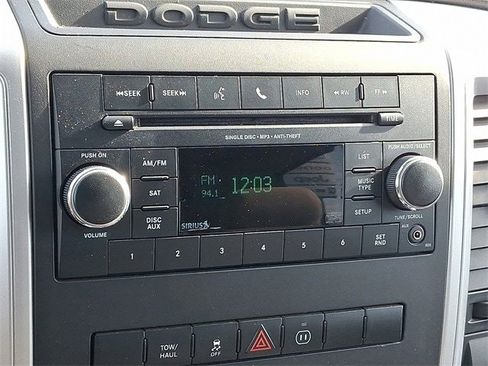 DODGE
SEEK SEEK INFO RW FF
TIME
SINGLE DISC • MP3 • ANTI-THEFT
PUSH ON
PUSH AUDIO/SELECT
AM/FM
LIST
FM 12:03
94.1
SAT
MUSIC
TYPE
DISC
AUX
SETUP
SIRIUS
VOLUME
TUNE/SCROLL
AUX
1 2 3 4 5 6
SET
RND
TOW/
HAUL
OFF